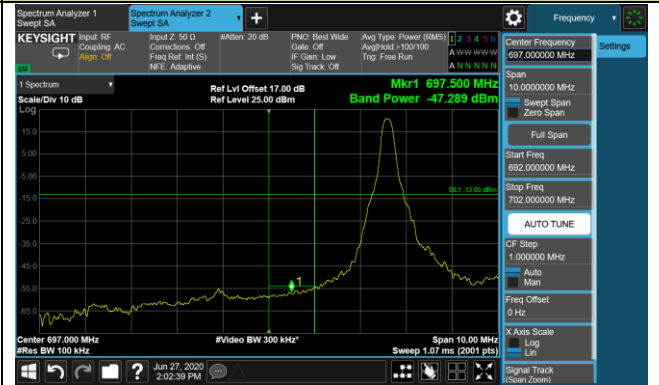 Spectrum Analyzer 1
Swept SA
Spectrum Analyzer 2
Swept SA
+
Frequency
KEYSIGHT
Input: RF
Coupling: AC
Align: Off
Input Z: 50 Ω
Corrections: Off
Freq Ref: Int (S)
NFE: Adaptive
#Atten: 20 dB
PNO: Best Wide
Gate: Off
IF Gain: Low
Sig Track: Off
Avg Type: Power (RMS)
Avg|Hold:>100/100
Trig: Free Run
1 2 3 4 5 6
A W W W W W
A N N N N N
1 Spectrum
Scale/Div 10 dB
Log
Ref Lvl Offset 17.00 dB
Ref Level 25.00 dBm
Mkr1 697.500 MHz
Band Power -47.289 dBm
15.0
5.00
-5.00
-15.0
-25.0
-35.0
-45.0
-55.0
-65.0
DL1 -13.00 dBm
1
Center 697.000 MHz
#Res BW 100 kHz
#Video BW 300 kHz*
Span 10.00 MHz
Sweep 1.07 ms (2001 pts)
Jun 27, 2020
2:02:39 PM
Center Frequency
697.000000 MHz
Settings
Span
10.0000000 MHz
Swept Span
Zero Span
Full Span
Start Freq
692.000000 MHz
Stop Freq
702.000000 MHz
AUTO TUNE
CF Step
1.000000 MHz
Auto
Man
Freq Offset
0 Hz
X Axis Scale
Log
Lin
Signal Track
(Span Zoom)